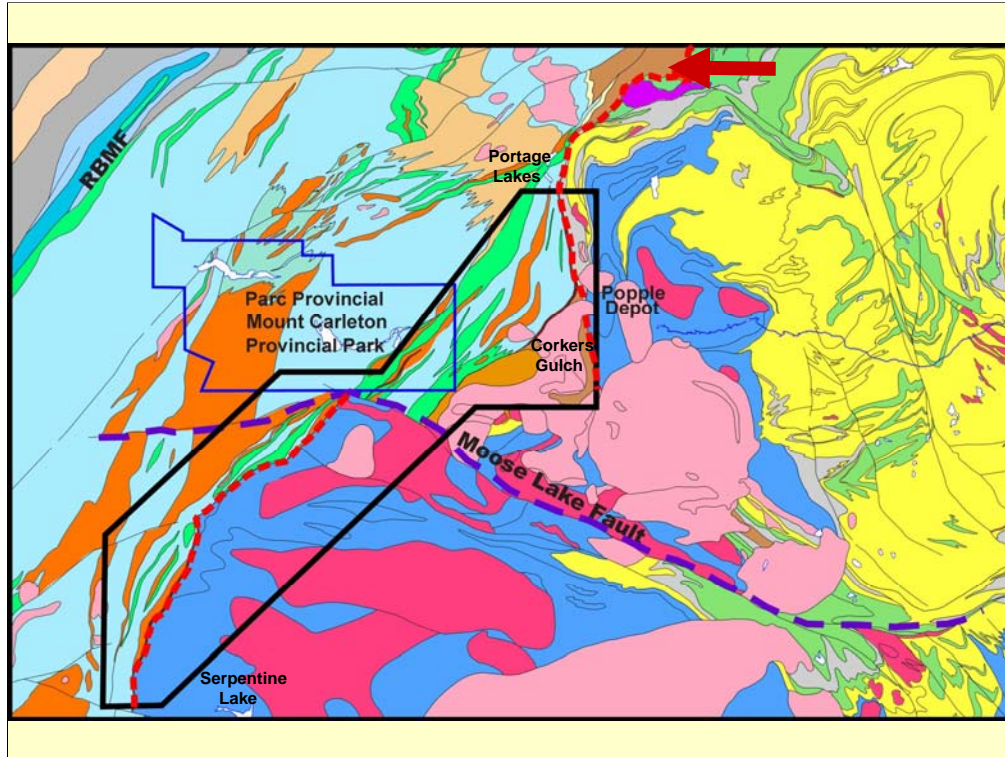 RBMF
Portage
Lakes
Parc Provincial
Mount Carleton
Provincial Park
Popple
Depot
Corkers
Gulch
Moose Lake Fault
Serpentine
Lake